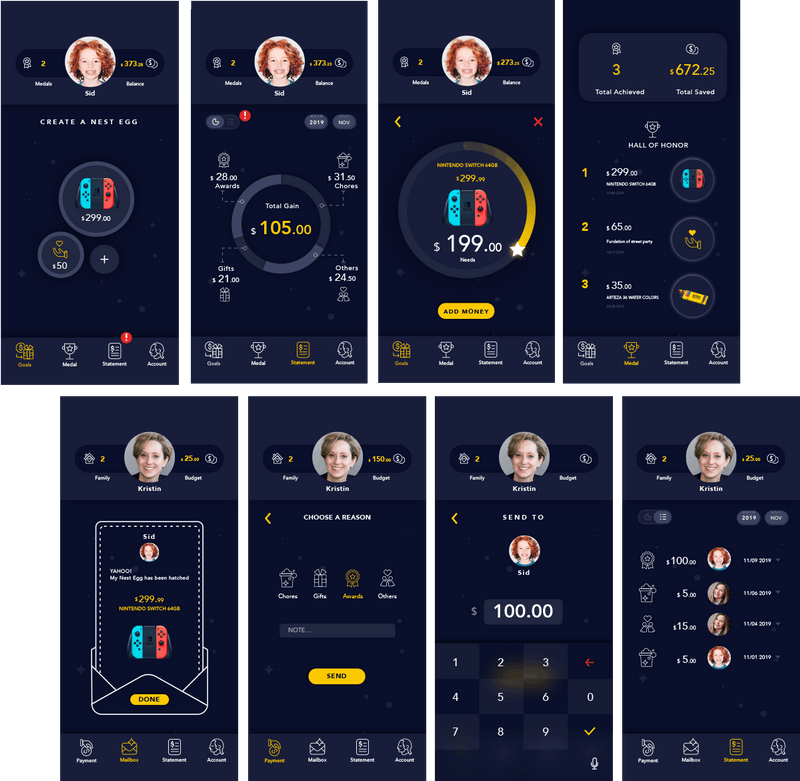 2
$373.25
Medals
Balance
Sid
CREATE A NEST EGG
$299.00
$50
+
!
Goals
Medal
Statement
Account
2
$373.25
Medals
Balance
Sid
!
2019
NOV
$28.00
Awards
$31.50
Chores
Total Gain
$105.00
Gifts
$21.00
Others
$24.50
Goals
Medal
Statement
Account
2
$273.25
Medals
Balance
Sid
NINTENDO SWITCH 64GB
$299.99
$199.00
Needs
ADD MONEY
Goals
Medal
Statement
Account
3
$672.25
Total Achieved
Total Saved
HALL OF HONOR
1
$299.00
NINTENDO SWITCH 64GB
2
$65.00
Fundation of street party
3
$35.00
ARTEZA 36 WATER COLORS
Goals
Medal
Statement
Account
2
$25.00
Family
Budget
Kristin
Sid
YAHOO!
My Nest Egg has been hatched
$299.99
NINTENDO SWITCH 64GB
DONE
Payment
Mailbox
Statement
Account
2
$150.00
Family
Budget
Kristin
CHOOSE A REASON
Chores
Gifts
Awards
Others
NOTE...
SEND
Payment
Mailbox
Statement
Account
2
Family
Kristin
SEND TO
Sid
$ 100.00
1 2 3
4 5 6 0
7 8 9
2
$25.00
Family
Budget
Kristin
2019
NOV
$100.00
11/09 2019
$5.00
11/06 2019
$15.00
11/04 2019
$5.00
11/01 2019
Payment
Mailbox
Statement
Account